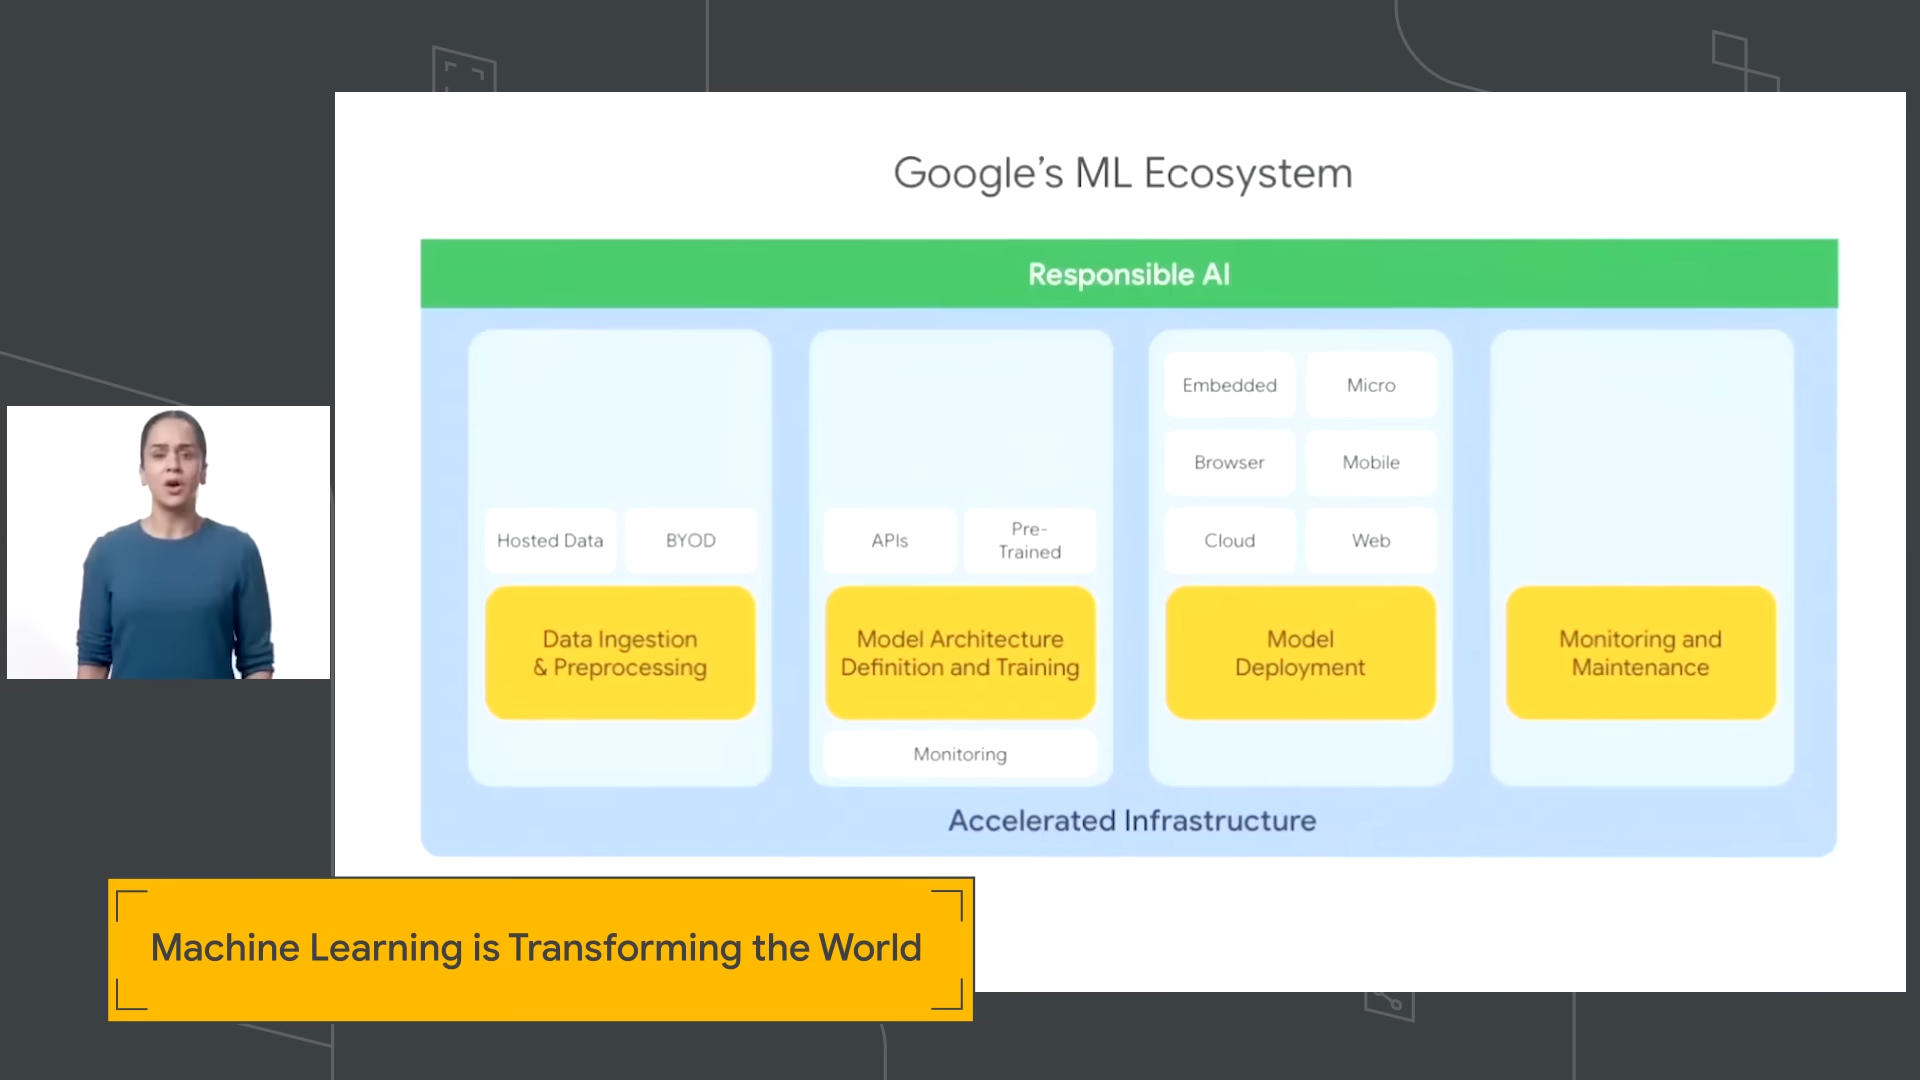 Google's ML Ecosystem
Responsible AI
Hosted Data
BYOD
Data Ingestion
& Preprocessing
APIs
Pre-
Trained
Model Architecture
Definition and Training
Monitoring
Embedded
Micro
Browser
Mobile
Cloud
Web
Model
Deployment
Monitoring and
Maintenance
Accelerated Infrastructure
Machine Learning is Transforming the World